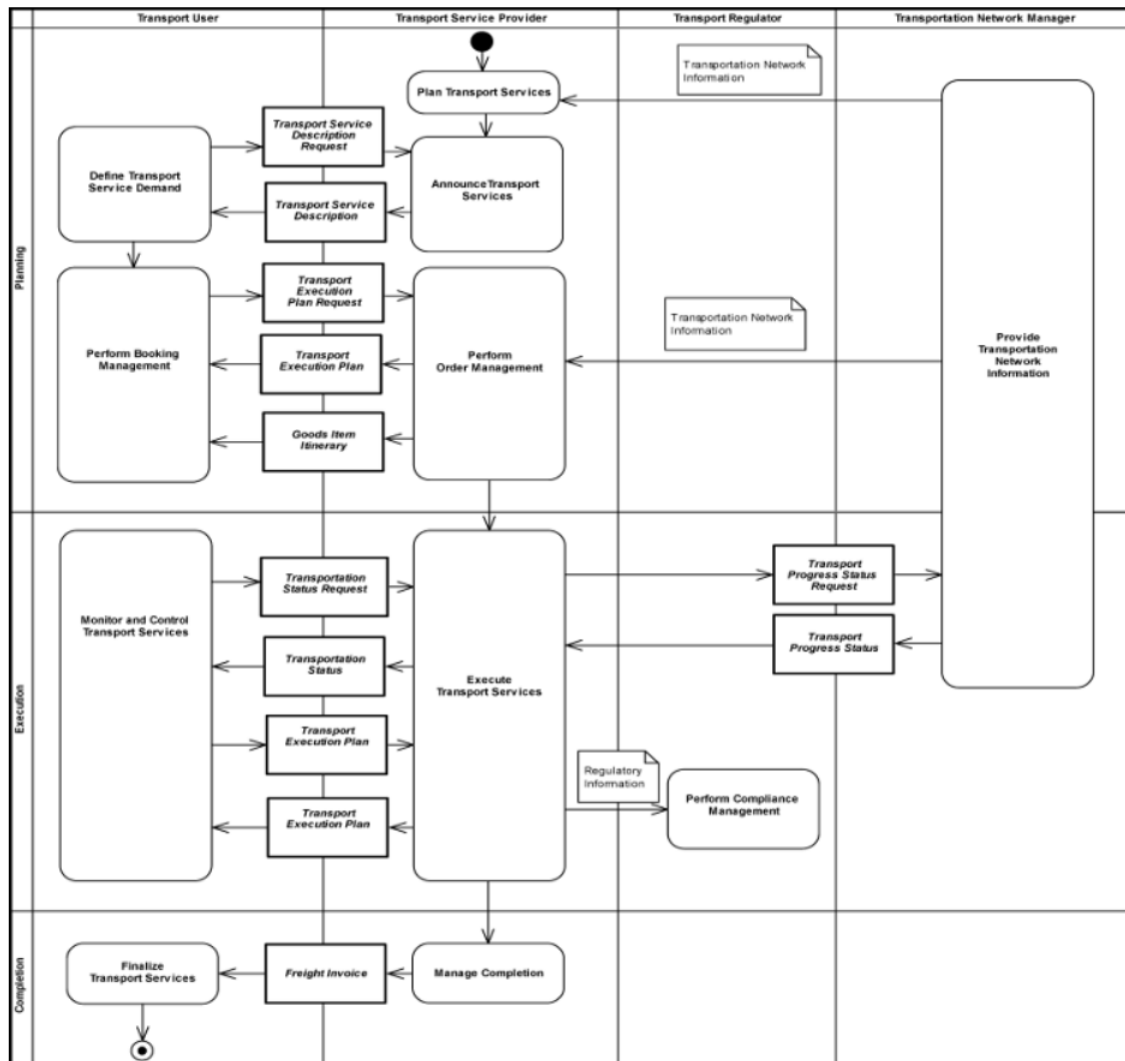 Transport User
Transport Service Provider
Transport Regulator
Transportation Network Manager
Planning
Transportation Network
Information
Plan Transport Services
Transport Service
Description
Request
Define Transport
Service Demand
AnnounceTransport
Services
Transport Service
Description
Transport
Execution
Plan Request
Transportation Network
Information
Provide
Transportation
Network
Information
Perform Booking
Management
Transport
Execution Plan
Perform
Order Management
Goods Item
Itinerary
Execution
Transportation
Status Request
Transport
Progress Status
Request
Monitor and Control
Transport Services
Transport
Progress Status
Transportation
Status
Execute
Transport Services
Transport
Execution Plan
Regulatory
Information
Perform Compliance
Management
Transport
Execution Plan
Completion
Finalize
Transport Services
Freight Invoice
Manage Completion